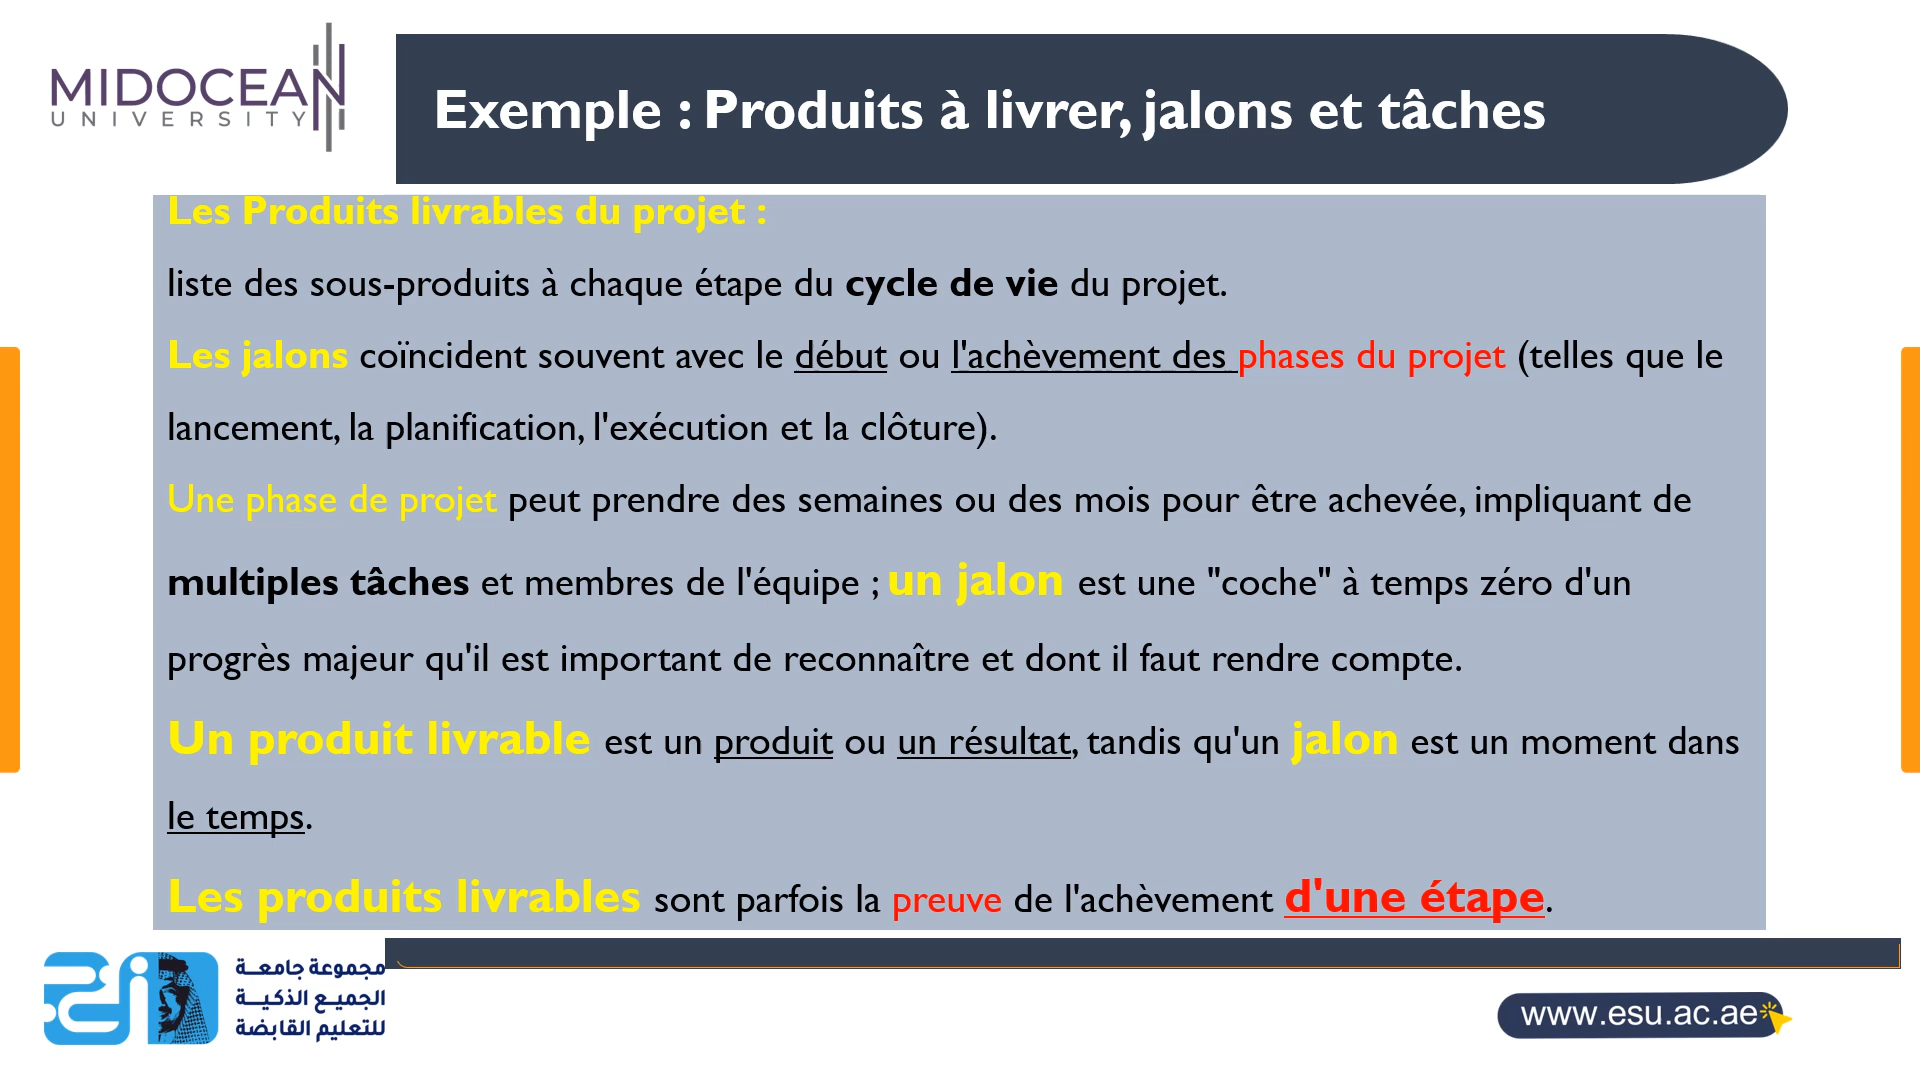 MIDOCEAN
UNIVERSITY
Exemple : Produits à livrer, jalons et tâches
Les Produits livrables du projet :
liste des sous-produits à chaque étape du cycle de vie du projet.
Les jalons coïncident souvent avec le début ou l'achèvement des phases du projet (telles que le
lancement, la planification, l'exécution et la clôture).
Une phase de projet peut prendre des semaines ou des mois pour être achevée, impliquant de
multiples tâches et membres de l'équipe ; un jalon est une "coche" à temps zéro d'un
progrès majeur qu'il est important de reconnaître et dont il faut rendre compte.
Un produit livrable est un produit ou un résultat, tandis qu'un jalon est un moment dans
le temps.
Les produits livrables sont parfois la preuve de l'achèvement d'une étape.
مجموعة جامعة
الجميع الذكية
للتعليم القابضة
www.esu.ac.ae